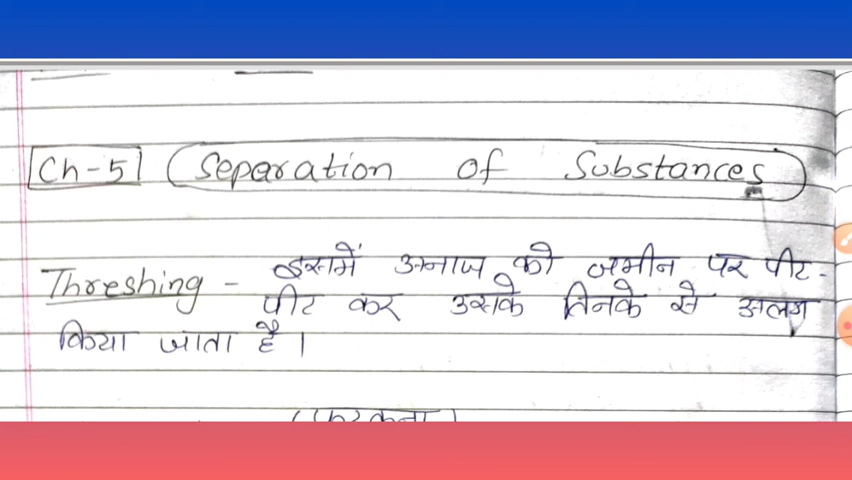 Ch-5 Separation of Substances
Threshing - इसमें अनाज को जमीन पर पीट-
पीट कर उसके तिनके से अलग
किया जाता है।